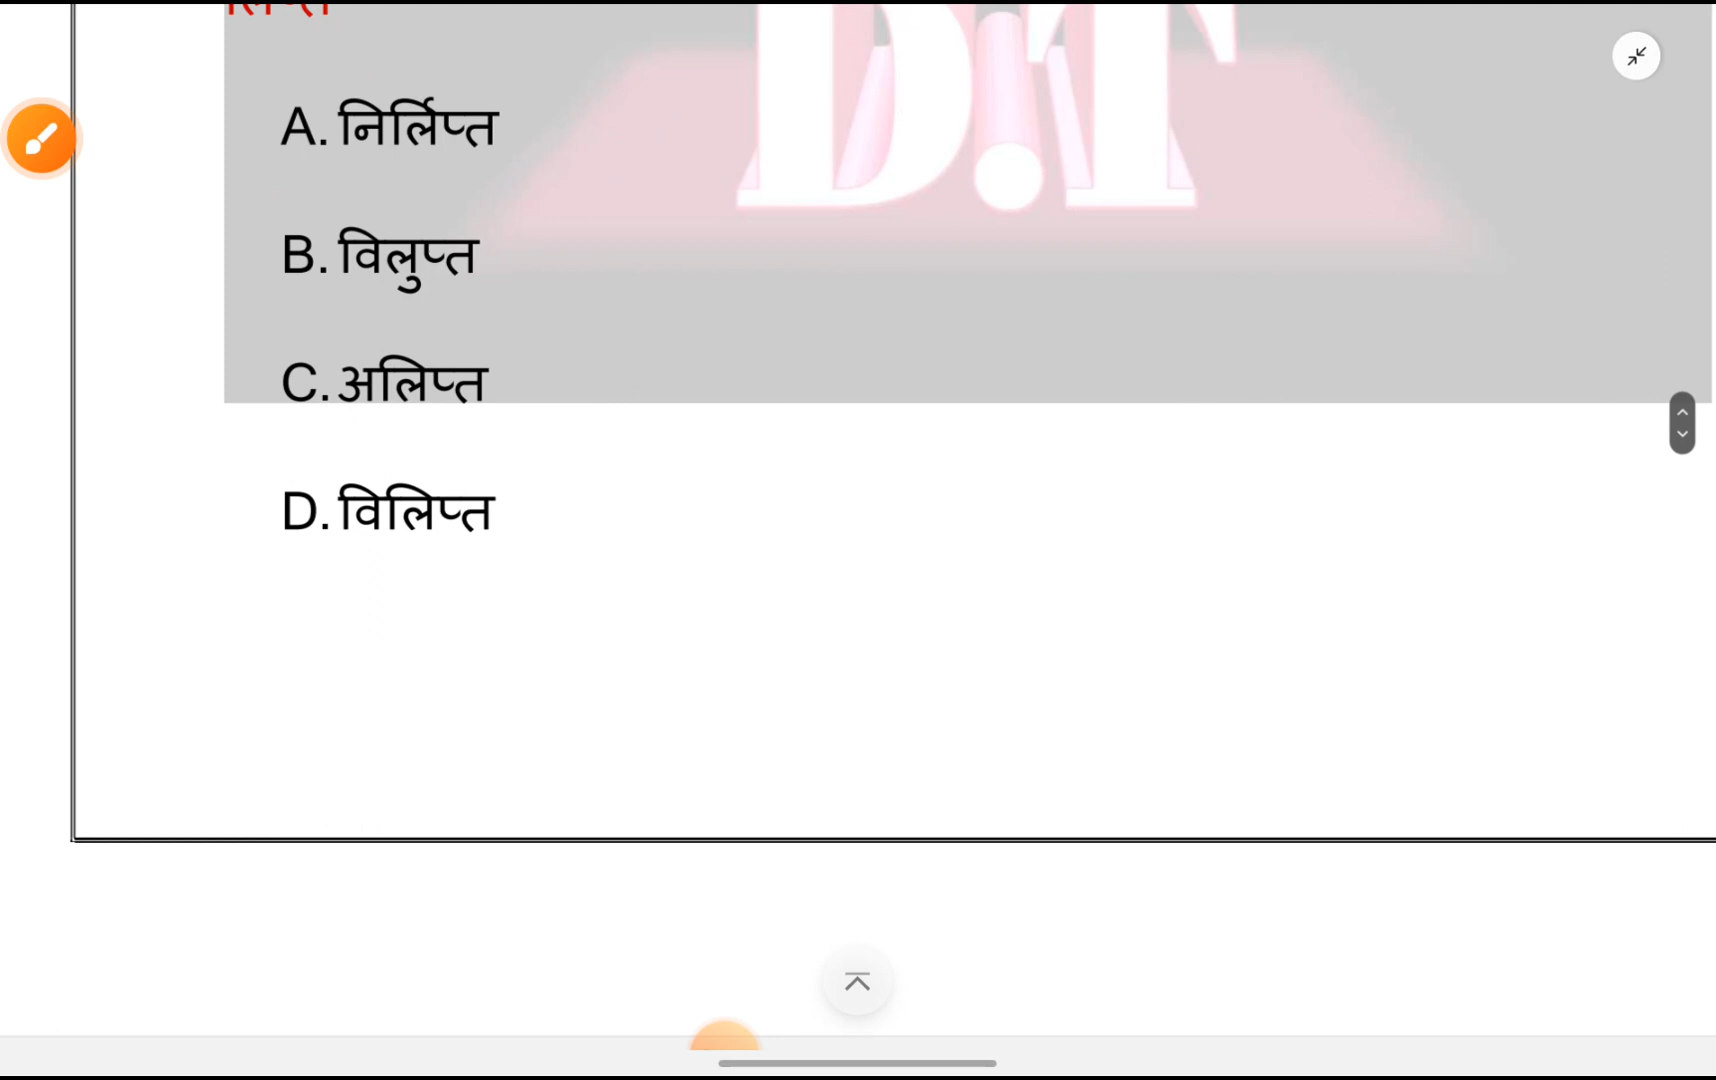 लिप्त
D.T
A. निर्लिप्त
B. विलुप्त
C. अलिप्त
D. विलिप्त